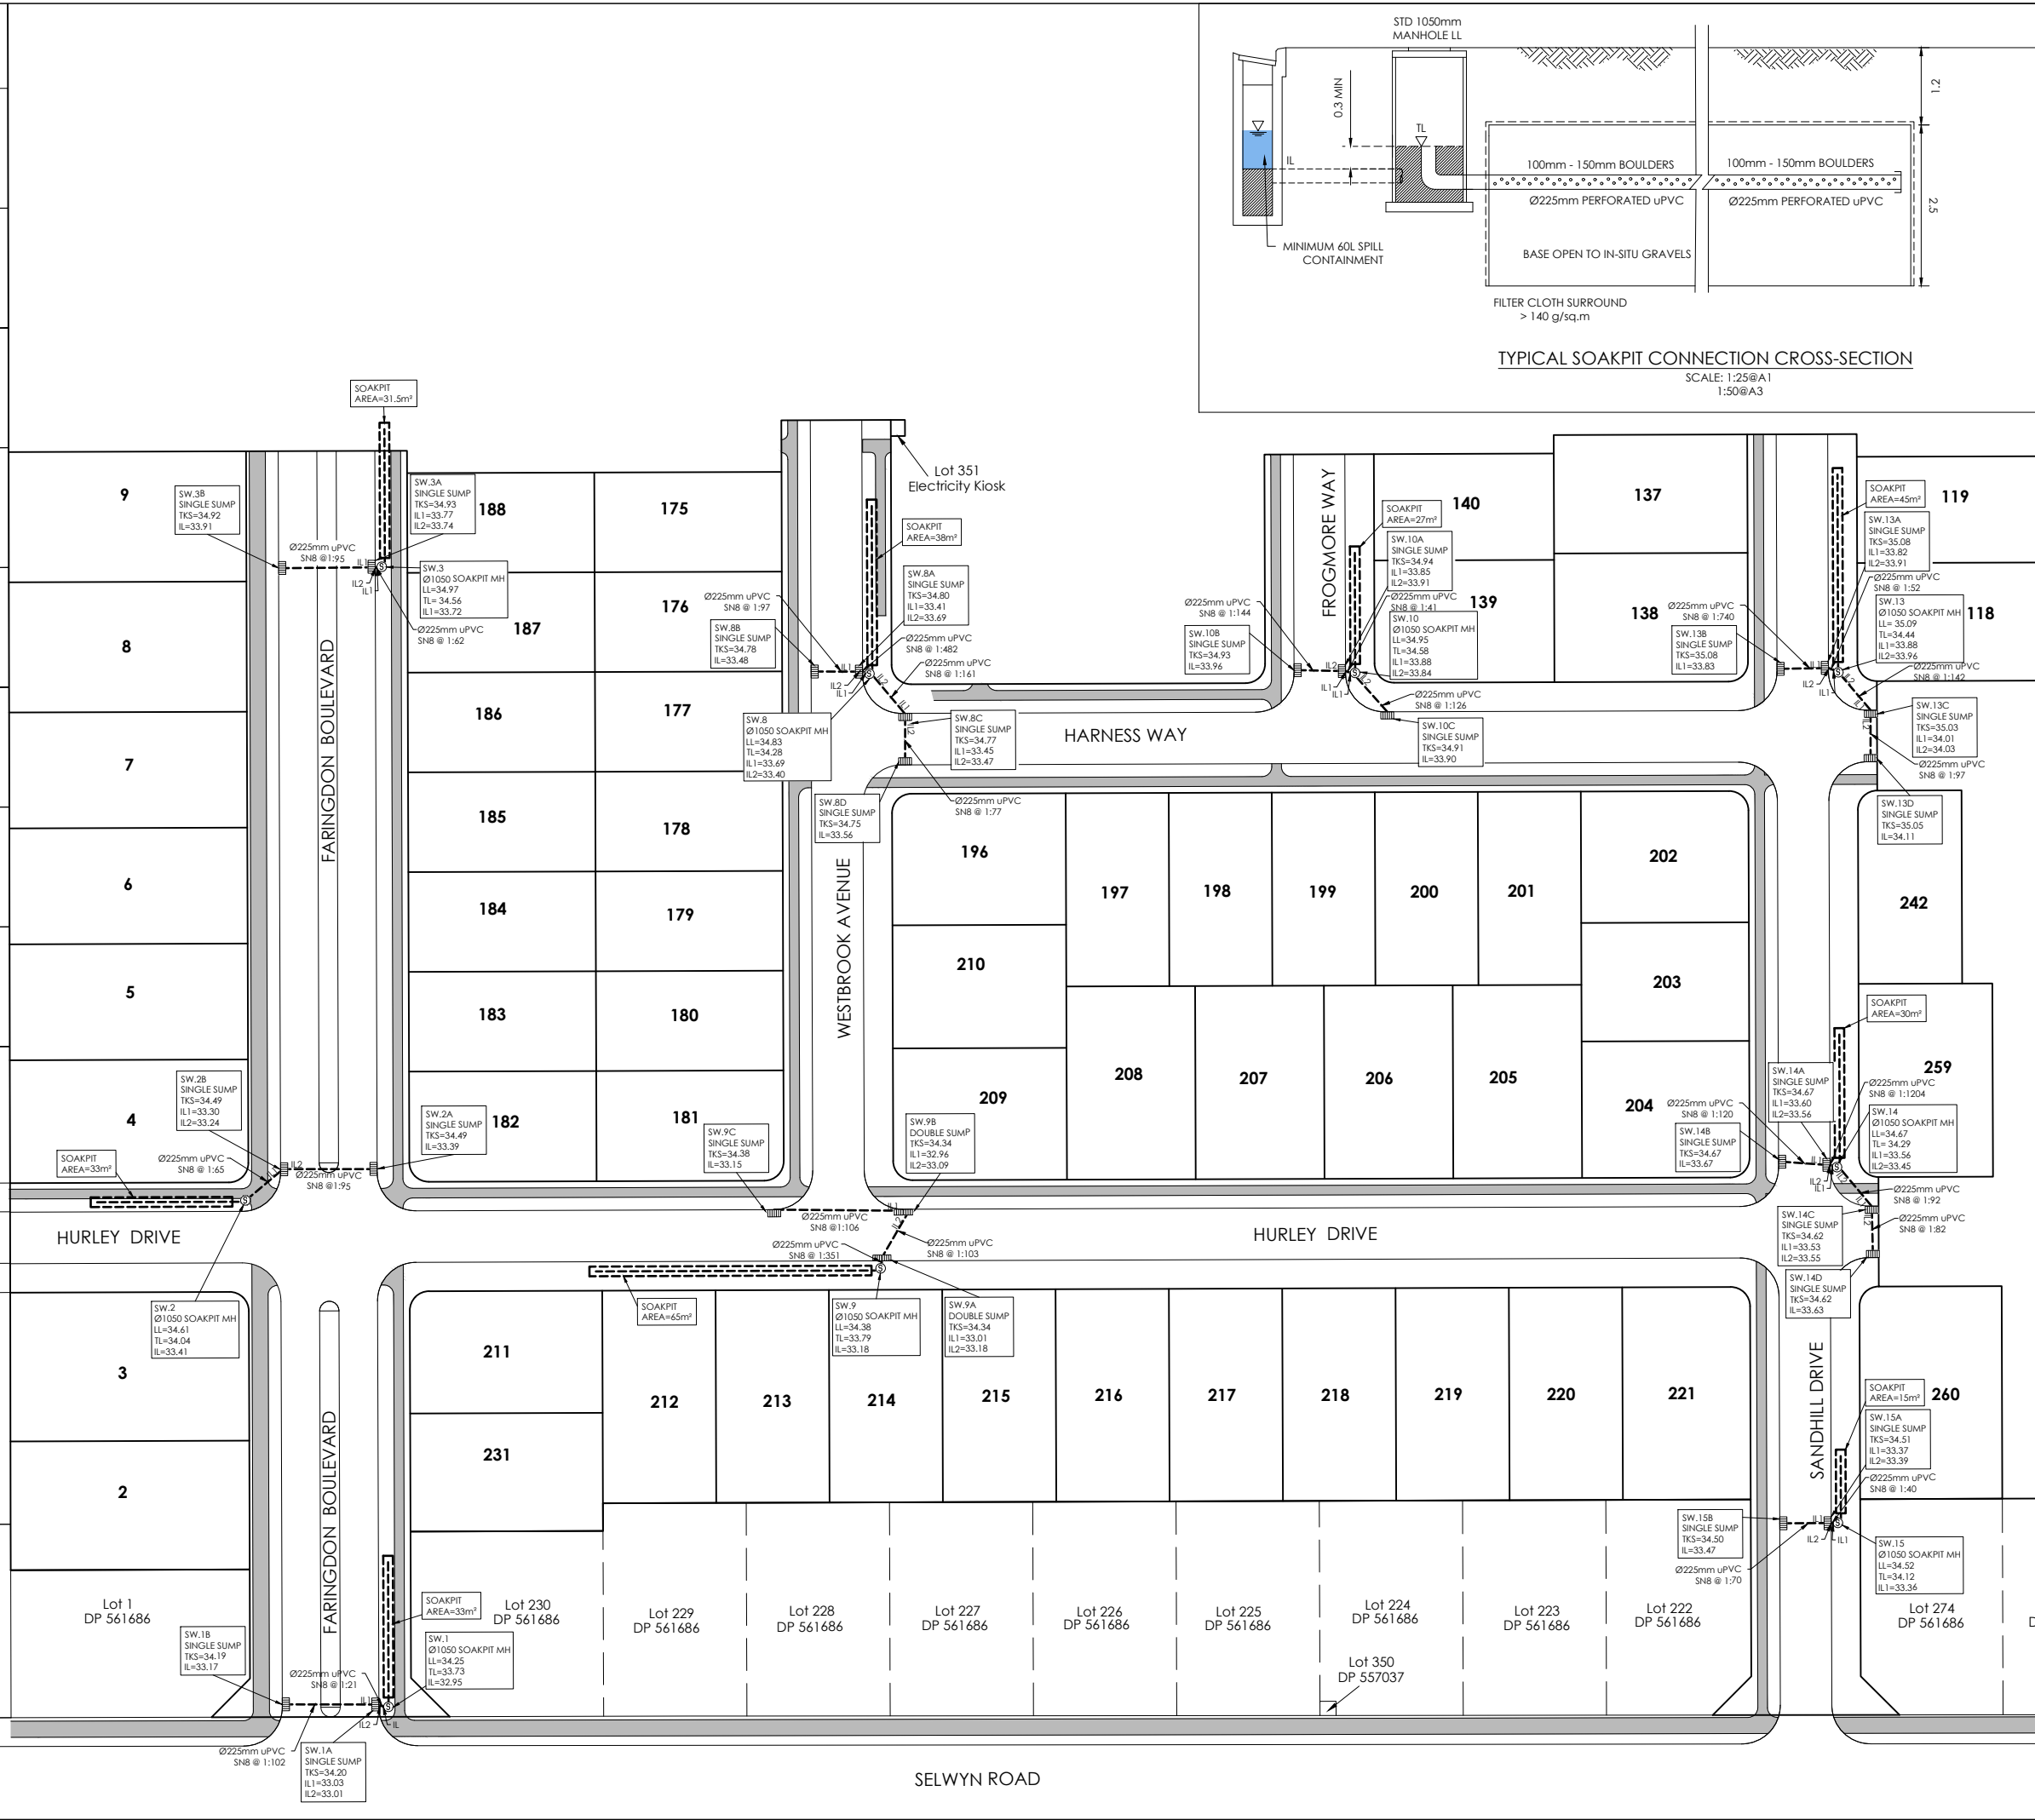 STD 1050mm
MANHOLE LL
0.3 MIN
TL
IL
1.2
2.5
100mm - 150mm BOULDERS
100mm - 150mm BOULDERS
Ø225mm PERFORATED uPVC
Ø225mm PERFORATED uPVC
MINIMUM 60L SPILL
CONTAINMENT
BASE OPEN TO IN-SITU GRAVELS
FILTER CLOTH SURROUND
> 140 g/sq.m
TYPICAL SOAKPIT CONNECTION CROSS-SECTION
SCALE: 1:25@A1
1:50@A3
SOAKPIT
AREA=31.5m²
9
SW.3B
SINGLE SUMP
TKS=34.92
IL=33.91
Ø225mm uPVC
SN8 @1:95
IL1
IL2
IL1
SW.3A
SINGLE SUMP
TKS=34.93
IL1=33.77
IL2=33.74
188
175
SW.3
Ø1050 SOAKPIT MH
LL=34.97
TL= 34.56
IL1=33.72
Ø225mm uPVC
SN8 @ 1:62
187
176
Lot 351
Electricity Kiosk
SOAKPIT
AREA=38m²
SW.8A
SINGLE SUMP
TKS=34.80
IL1=33.41
IL2=33.69
Ø225mm uPVC
SN8 @ 1:97
SW.8B
SINGLE SUMP
TKS=34.78
IL=33.48
Ø225mm uPVC
SN8 @ 1:482
Ø225mm uPVC
SN8 @ 1:161
IL1
IL2
IL1
IL2
IL1
IL2
SW.8
Ø1050 SOAKPIT MH
LL=34.83
TL=34.28
IL1=33.69
IL2=33.40
SW.8C
SINGLE SUMP
TKS=34.77
IL1=33.45
IL2=33.47
SW.8D
SINGLE SUMP
TKS=34.75
IL=33.56
Ø225mm uPVC
SN8 @ 1:77
HARNESS WAY
FROGMORE WAY
140
137
SOAKPIT
AREA=27m²
SW.10A
SINGLE SUMP
TKS=34.94
IL1=33.85
IL2=33.91
Ø225mm uPVC
SN8 @ 1:41
139
SW.10
Ø1050 SOAKPIT MH
LL=34.95
TL=34.58
IL1=33.88
IL2=33.84
Ø225mm uPVC
SN8 @ 1:144
SW.10B
SINGLE SUMP
TKS=34.93
IL=33.96
IL2
IL1
IL1
IL2
Ø225mm uPVC
SN8 @ 1:126
SW.10C
SINGLE SUMP
TKS=34.91
IL=33.90
138
Ø225mm uPVC
SN8 @ 1:740
SW.13B
SINGLE SUMP
TKS=35.08
IL1=33.83
SOAKPIT
AREA=45m²
119
SW.13A
SINGLE SUMP
TKS=35.08
IL1=33.82
IL2=33.91
Ø225mm uPVC
SN8 @ 1:52
SW.13
Ø1050 SOAKPIT MH
LL= 35.09
TL=34.44
IL1=33.88
IL2=33.96
118
Ø225mm uPVC
SN8 @ 1:142
IL1
IL2
IL1
IL2
IL1
IL2
SW.13C
SINGLE SUMP
TKS=35.03
IL1=34.01
IL2=34.03
Ø225mm uPVC
SN8 @ 1:97
SW.13D
SINGLE SUMP
TKS=35.05
IL=34.11
8
7
6
5
4
FARINGDON BOULEVARD
186
177
185
178
184
179
183
180
182
181
WESTBROOK AVENUE
196
197
198
199
200
201
202
210
203
209
208
207
206
205
204
242
259
SW.2B
SINGLE SUMP
TKS=34.49
IL1=33.30
IL2=33.24
SW.2A
SINGLE SUMP
TKS=34.49
IL=33.39
SOAKPIT
AREA=33m²
Ø225mm uPVC
SN8 @ 1:65
IL2
IL1
Ø225mm uPVC
SN8 @1:95
SW.9C
SINGLE SUMP
TKS=34.38
IL=33.15
SW.9B
DOUBLE SUMP
TKS=34.34
IL1=32.96
IL2=33.09
IL1
IL2
Ø225mm uPVC
SN8 @1:106
Ø225mm uPVC
SN8 @ 1:351
Ø225mm uPVC
SN8 @ 1:103
HURLEY DRIVE
HURLEY DRIVE
SOAKPIT
AREA=30m²
SW.14A
SINGLE SUMP
TKS=34.67
IL1=33.60
IL2=33.56
Ø225mm uPVC
SN8 @ 1:1204
Ø225mm uPVC
SN8 @ 1:120
SW.14B
SINGLE SUMP
TKS=34.67
IL=33.67
SW.14
Ø1050 SOAKPIT MH
LL=34.67
TL= 34.29
IL1=33.56
IL2=33.45
IL1
IL2
IL1
IL2
IL1
IL2
Ø225mm uPVC
SN8 @ 1:92
SW.14C
SINGLE SUMP
TKS=34.62
IL1=33.53
IL2=33.55
Ø225mm uPVC
SN8 @ 1:82
SW.14D
SINGLE SUMP
TKS=34.62
IL=33.63
SW.2
Ø1050 SOAKPIT MH
LL=34.61
TL=34.04
IL=33.41
SOAKPIT
AREA=65m²
SW.9
Ø1050 SOAKPIT MH
LL=34.38
TL=33.79
IL=33.18
SW.9A
DOUBLE SUMP
TKS=34.34
IL1=33.01
IL2=33.18
3
2
211
231
212
213
214
215
216
217
218
219
220
221
FARINGDON BOULEVARD
SANDHILL DRIVE
SOAKPIT
AREA=15m²
260
SW.15A
SINGLE SUMP
TKS=34.51
IL1=33.37
IL2=33.39
Ø225mm uPVC
SN8 @ 1:40
SW.15B
SINGLE SUMP
TKS=34.50
IL=33.47
IL1
IL2
IL1
Ø225mm uPVC
SN8 @ 1:70
SW.15
Ø1050 SOAKPIT MH
LL=34.52
TL=34.12
IL1=33.36
Lot 1
DP 561686
SOAKPIT
AREA=33m²
Lot 230
DP 561686
Lot 229
DP 561686
Lot 228
DP 561686
Lot 227
DP 561686
Lot 226
DP 561686
Lot 225
DP 561686
Lot 224
DP 561686
Lot 223
DP 561686
Lot 222
DP 561686
Lot 274
DP 561686
D
Lot 350
DP 557037
SW.1B
SINGLE SUMP
TKS=34.19
IL=33.17
SW.1
Ø1050 SOAKPIT MH
LL=34.25
TL=33.73
IL=32.95
Ø225mm uPVC
SN8 @ 1:21
IL1
IL2
IL
Ø225mm uPVC
SN8 @ 1:102
SW.1A
SINGLE SUMP
TKS=34.20
IL1=33.03
IL2=33.01
SELWYN ROAD